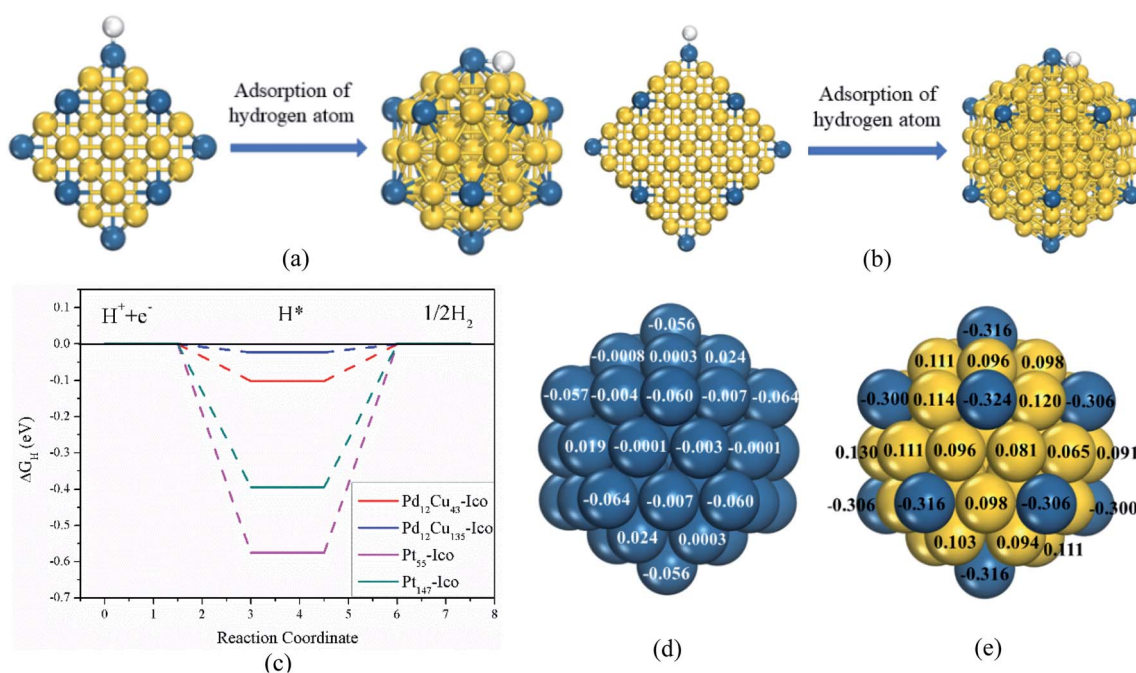 Adsorption of
hydrogen atom
(a)
Adsorption of
hydrogen atom
(b)
H⁺+e⁻ H* 1/2H₂
ΔG_H (eV)
0.1
0.0
-0.1
-0.2
-0.3
-0.4
-0.5
-0.6
-0.7
Pd₁₂Cu₄₃-Ico
Pd₁₂Cu₁₃₅-Ico
Pt₅₅-Ico
Pt₁₄₇-Ico
0 1 2 3 4 5 6 7 8
Reaction Coordinate
(c)
-0.056
-0.0008 0.0003 0.024
-0.057 -0.004 -0.060 -0.007 -0.064
0.019 -0.0001 -0.003 -0.0001
-0.064 -0.007 -0.060
0.024 0.0003
-0.056
(d)
-0.316
0.111 0.096 0.098
-0.300 0.114 -0.324 0.120 -0.306
0.130 0.111 0.096 0.081 0.065 0.091
-0.306 -0.316 0.098 -0.306 -0.300
0.103 0.094 0.111
-0.316
(e)